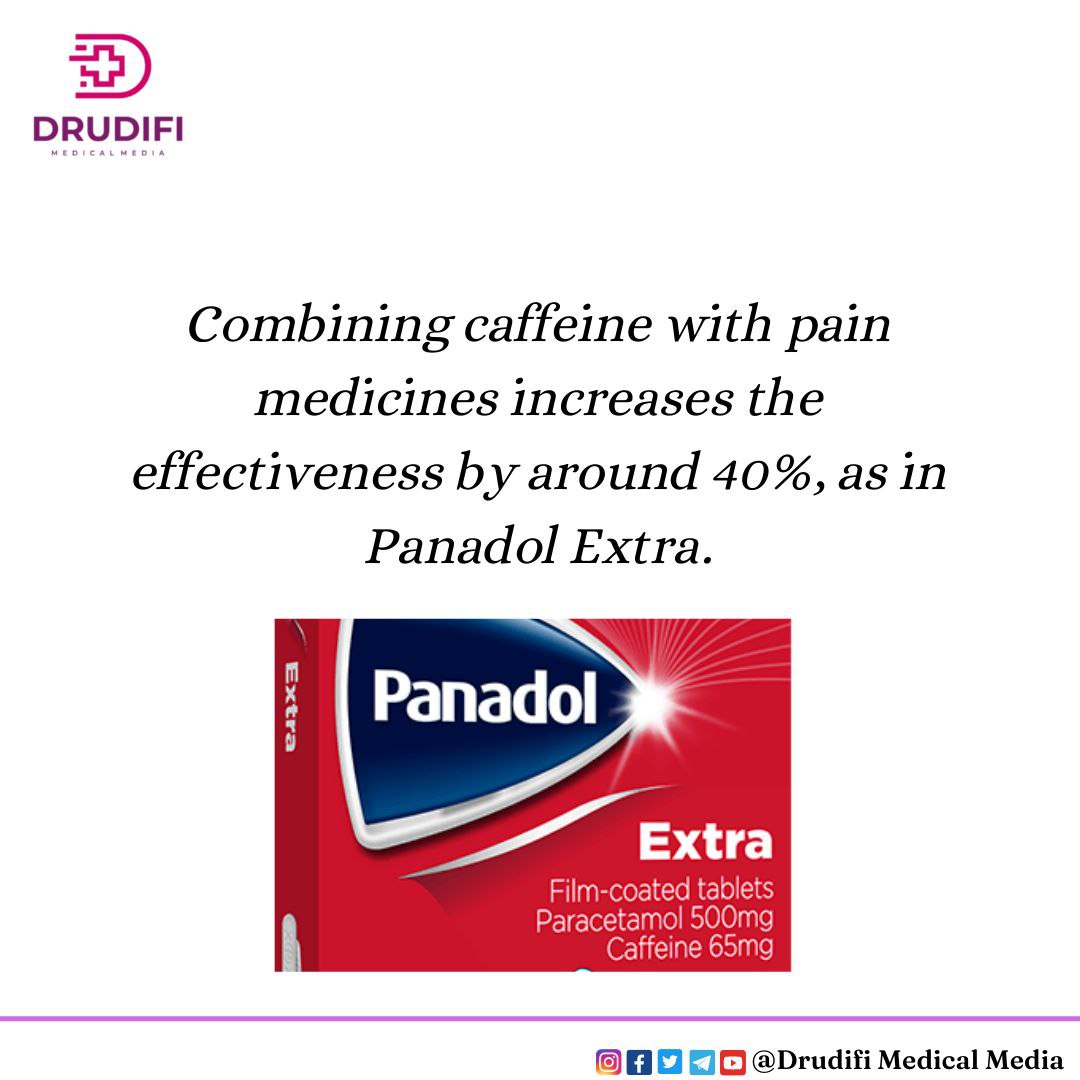 DRUDIFI
MEDICAL MEDIA
Combining caffeine with pain
medicines increases the
effectiveness by around 40%, as in
Panadol Extra.
Extra
Panadol
Extra
Film-coated tablets
Paracetamol 500mg
Caffeine 65mg
@Drudifi Medical Media